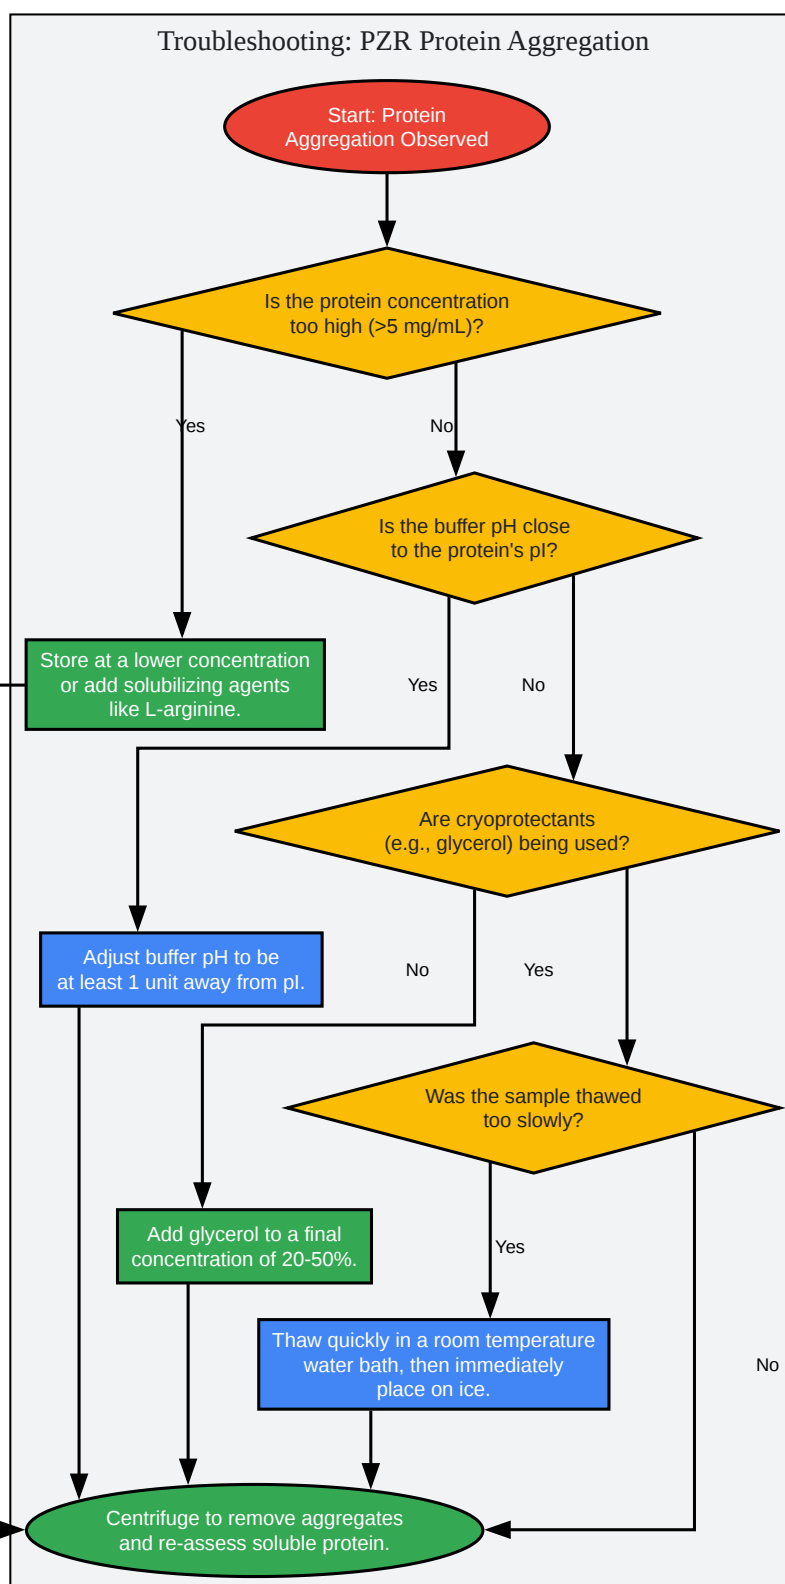 Troubleshooting: PZR Protein Aggregation
Start: Protein
Aggregation Observed
Is the protein concentration
too high (>5 mg/mL)?
Yes
No
Is the buffer pH close
to the protein's pI?
Store at a lower concentration
or add solubilizing agents
like L-arginine.
Yes
No
Are cryoprotectants
(e.g., glycerol) being used?
Adjust buffer pH to be
at least 1 unit away from pI.
No
Yes
Was the sample thawed
too slowly?
Add glycerol to a final
concentration of 20-50%.
Yes
Thaw quickly in a room temperature
water bath, then immediately
place on ice.
No
Centrifuge to remove aggregates
and re-assess soluble protein.